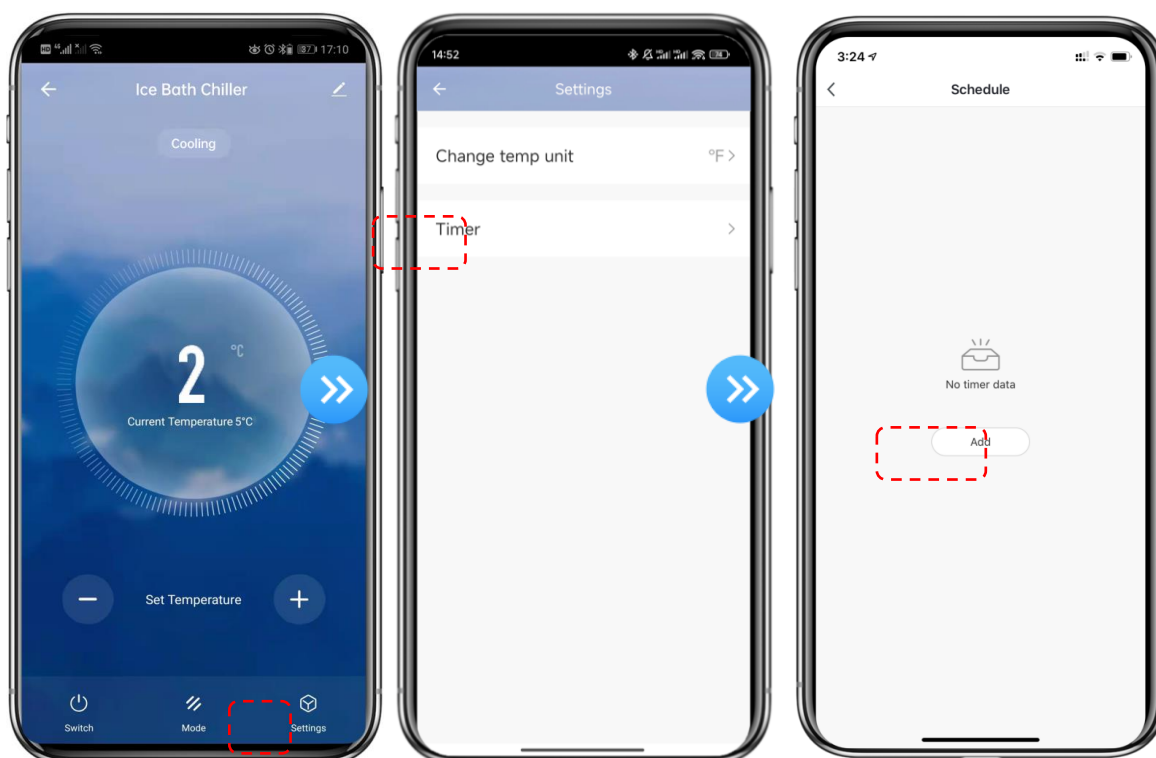 17:10
Ice Bath Chiller
Cooling
2 °C
Current Temperature 5°C
Set Temperature
Switch
Mode
Settings
14:52
Settings
Change temp unit
°F
Timer
3:24
Schedule
No timer data
Add